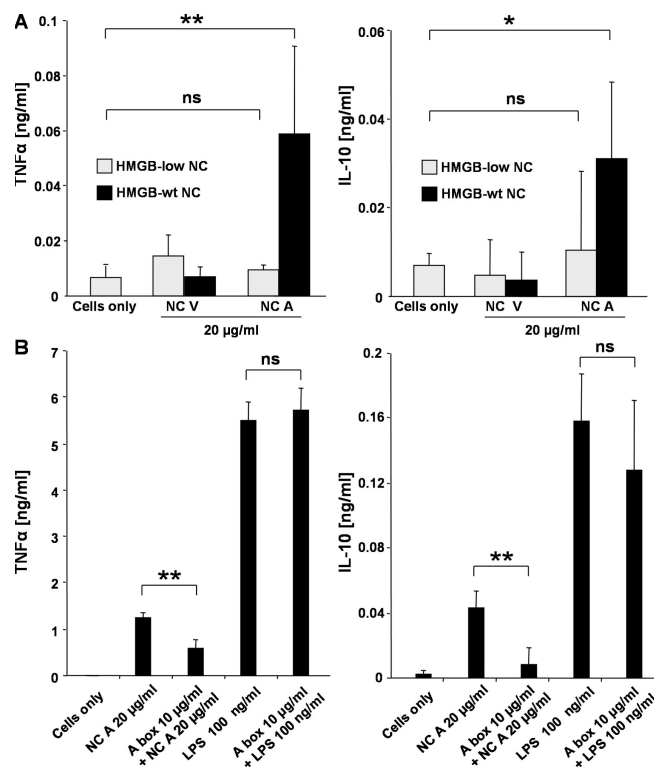 A
TNFα [ng/ml]
0.1
0.08
0.06
0.04
0.02
0
**
ns
HMGB-low NC
HMGB-wt NC
Cells only
NC V
NC A
20 µg/ml
IL-10 [ng/ml]
0.06
0.04
0.02
0
*
ns
HMGB-low NC
HMGB-wt NC
Cells only
NC V
NC A
20 µg/ml
B
TNFα [ng/ml]
7
6
5
4
3
2
1
0
**
ns
Cells only
NC A 20 µg/ml
A box 10 µg/ml
+ NC A 20 µg/ml
LPS 100 ng/ml
A box 10 µg/ml
+ LPS 100 ng/ml
IL-10 [ng/ml]
0.2
0.16
0.12
0.08
0.04
0
**
ns
Cells only
NC A 20 µg/ml
A box 10 µg/ml
+ NC A 20 µg/ml
LPS 100 ng/ml
A box 10 µg/ml
+ LPS 100 ng/ml